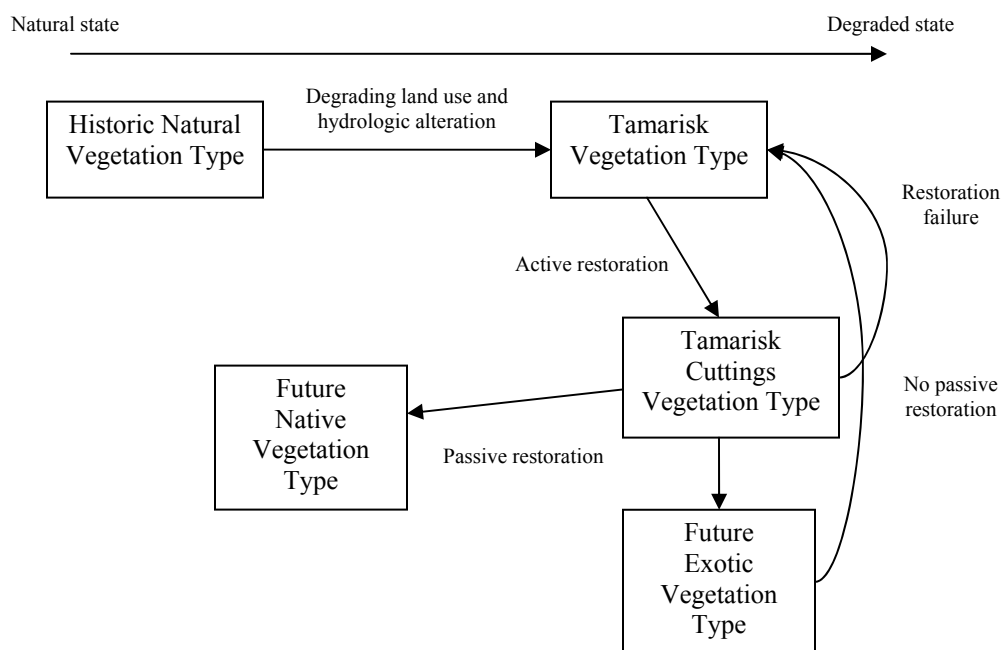 Natural state
Degraded state
Degrading land use and
hydrologic alteration
Historic Natural
Vegetation Type
Tamarisk
Vegetation Type
Restoration
failure
Active restoration
Tamarisk
Cuttings
Vegetation Type
No passive
restoration
Future
Native
Vegetation
Type
Passive restoration
Future
Exotic
Vegetation
Type